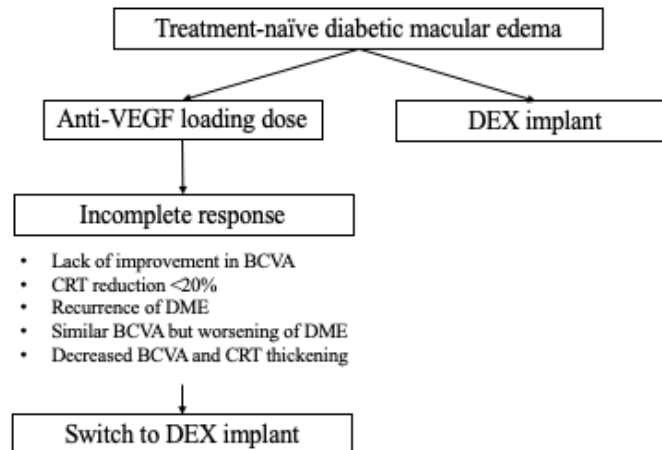 Treatment-naïve diabetic macular edema
Anti-VEGF loading dose
DEX implant
Incomplete response
• Lack of improvement in BCVA
• CRT reduction <20%
• Recurrence of DME
• Similar BCVA but worsening of DME
• Decreased BCVA and CRT thickening
Switch to DEX implant